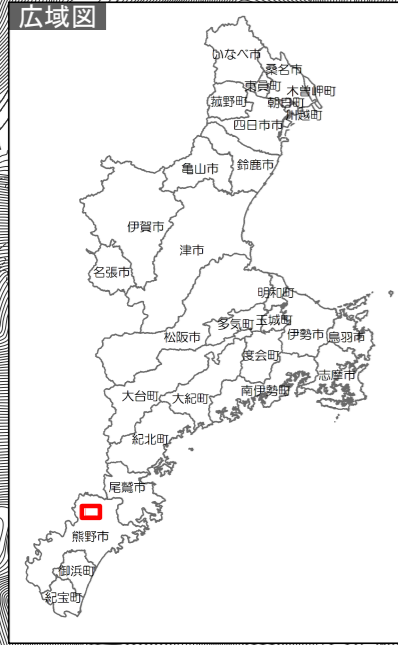 広域図
いなべ市
桑名市
東員町
木曽岬町
菰野町
朝日町
川越町
四日市市
亀山市
鈴鹿市
伊賀市
津市
名張市
明和町
多気町
玉城町
松阪市
伊勢市
鳥羽市
度会町
志摩市
大台町
大紀町
南伊勢町
紀北町
尾鷲市
熊野市
御浜町
紀宝町